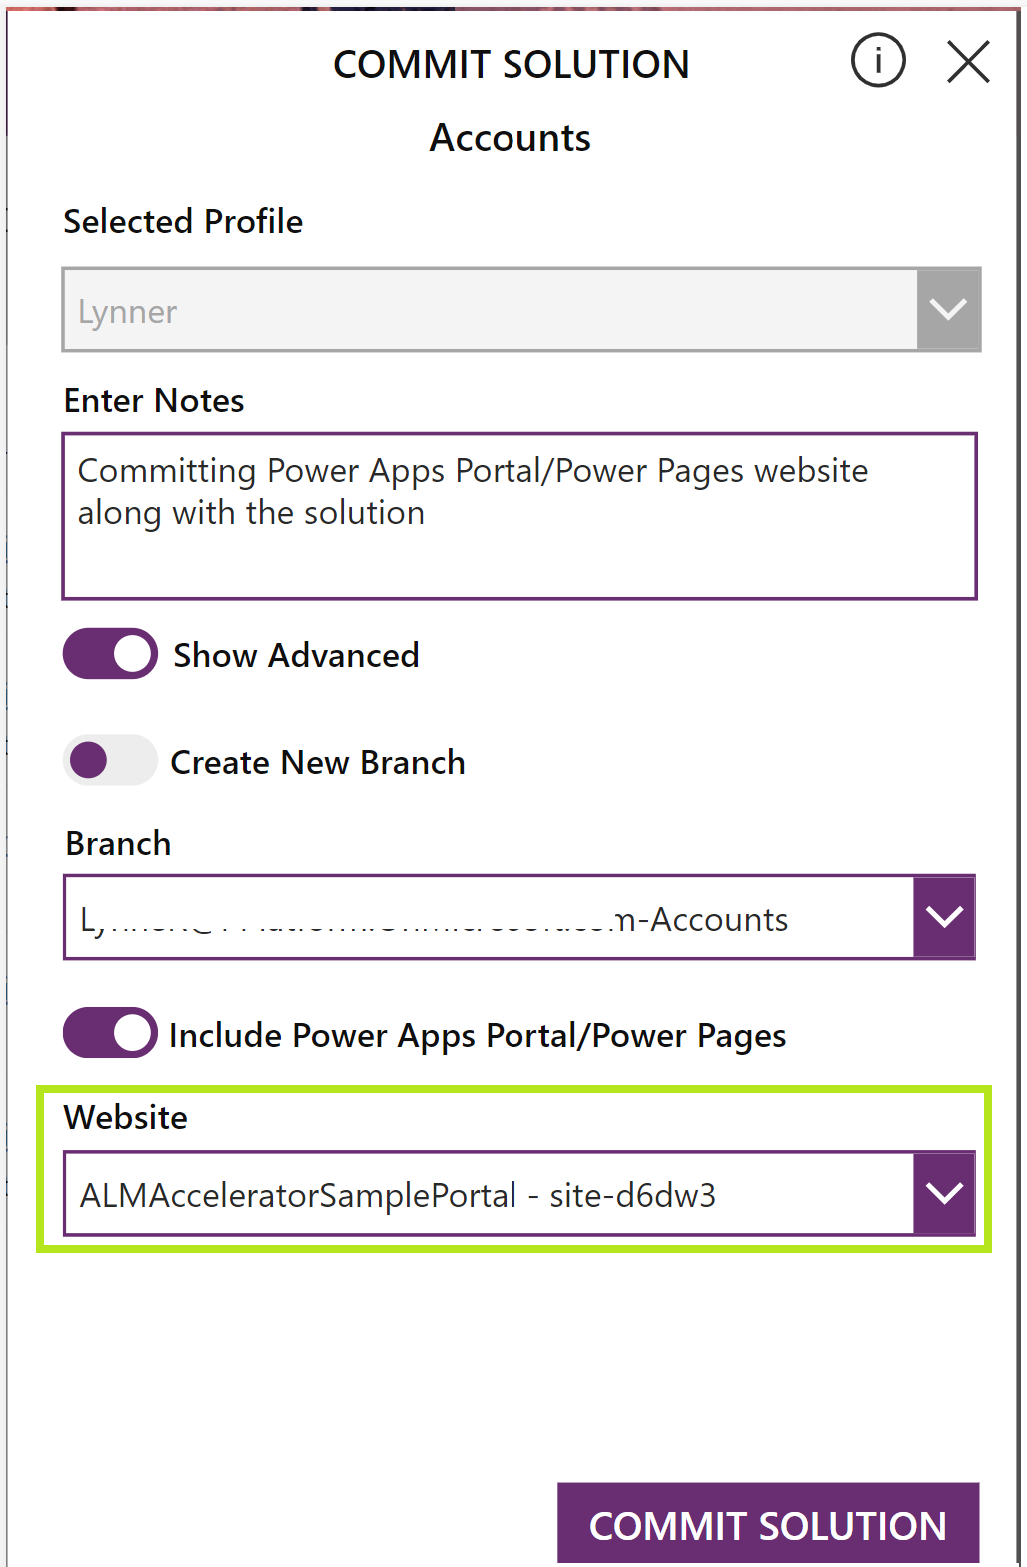 COMMIT SOLUTION
Accounts
Selected Profile
Lynner
Enter Notes
Committing Power Apps Portal/Power Pages website
along with the solution
Show Advanced
Create New Branch
Branch
m-Accounts
Include Power Apps Portal/Power Pages
Website
ALMAcceleratorSamplePortal - site-d6dw3
COMMIT SOLUTION